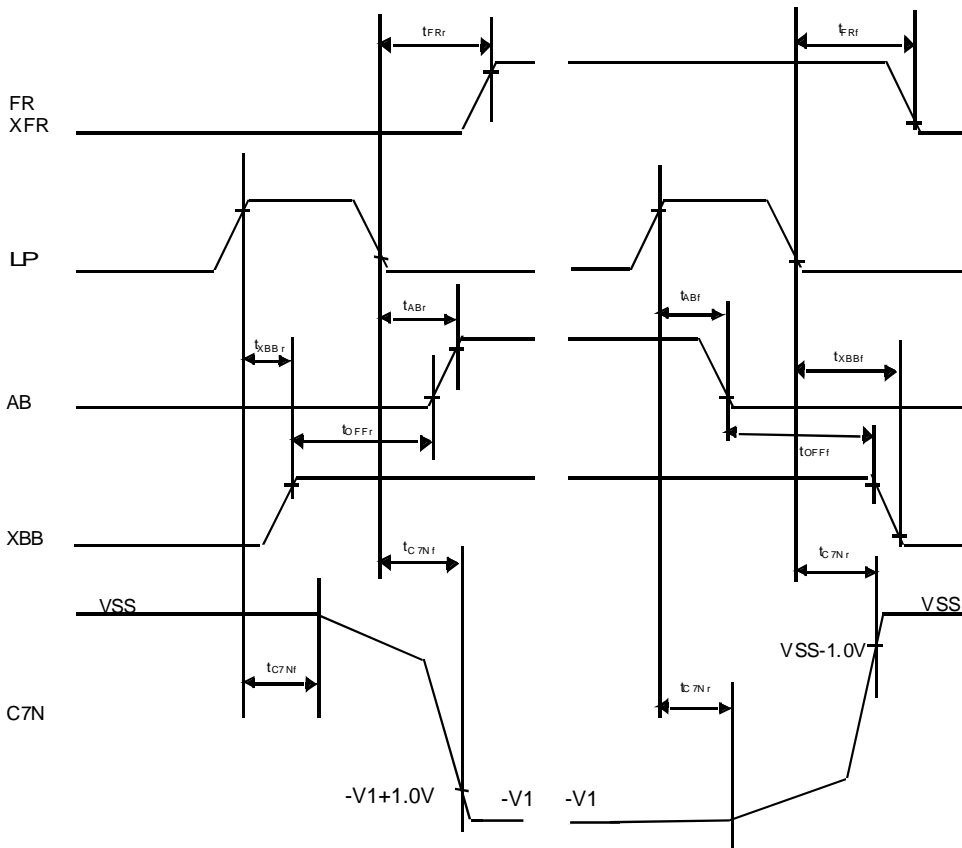 tFRr
tFRf
FR
XFR
LP
tABr
tABf
tXBBr
tXBBf
AB
tOFFr
tOFFf
XBB
tC7Nf
tC7Nr
VSS
VSS
VSS-1.0V
tC7Nf
tC7Nr
C7N
-V1+1.0V
-V1
-V1